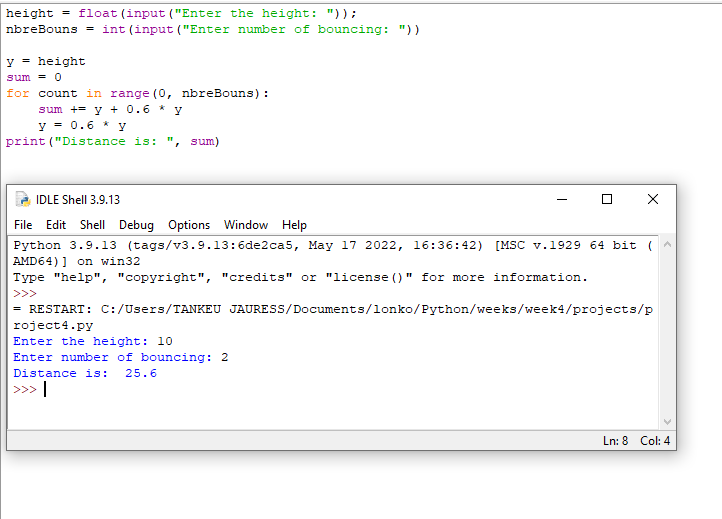 height = float(input("Enter the height: "));
nbreBouns = int(input("Enter number of bouncing: "))
y = height
sum = 0
for count in range(0, nbreBouns):
    sum += y + 0.6 * y
    y = 0.6 * y
print("Distance is: ", sum)
IDLE Shell 3.9.13
File Edit Shell Debug Options Window Help
Python 3.9.13 (tags/v3.9.13:6de2ca5, May 17 2022, 16:36:42) [MSC v.1929 64 bit (
AMD64)] on win32
Type "help", "copyright", "credits" or "license()" for more information.
>>>
= RESTART: C:/Users/TANKEU JAURESS/Documents/lonko/Python/weeks/week4/projects/p
roject4.py
Enter the height: 10
Enter number of bouncing: 2
Distance is:  25.6
>>>
Ln: 8 Col: 4